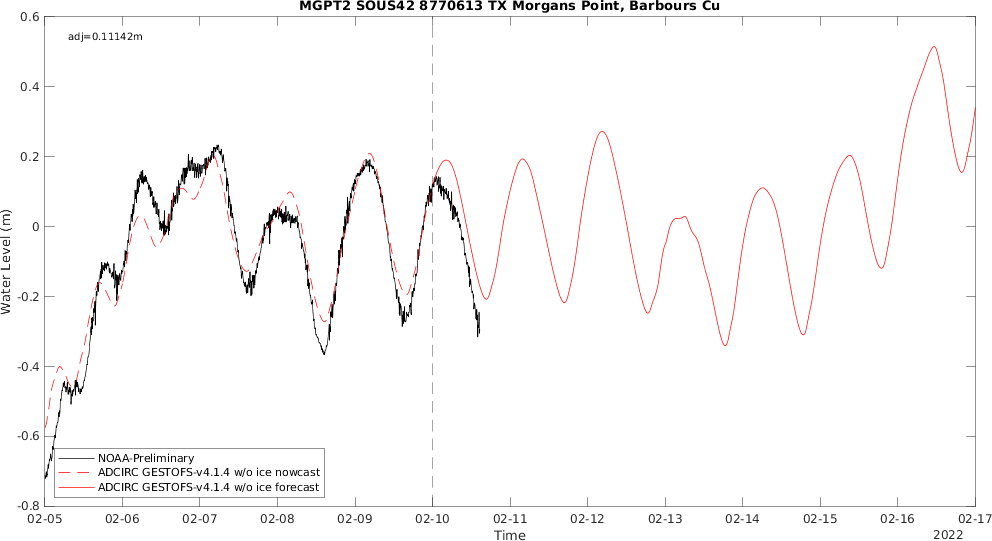 MGPT2 SOUS42 8770613 TX Morgans Point, Barbours Cu
adj=0.11142m
0.6
0.4
0.2
0
-0.2
-0.4
-0.6
-0.8
Water Level (m)
NOAA-Preliminary
ADCIRC GESTOFS-v4.1.4 w/o ice nowcast
ADCIRC GESTOFS-v4.1.4 w/o ice forecast
02-05 02-06 02-07 02-08 02-09 02-10 02-11 02-12 02-13 02-14 02-15 02-16 02-17
Time
2022